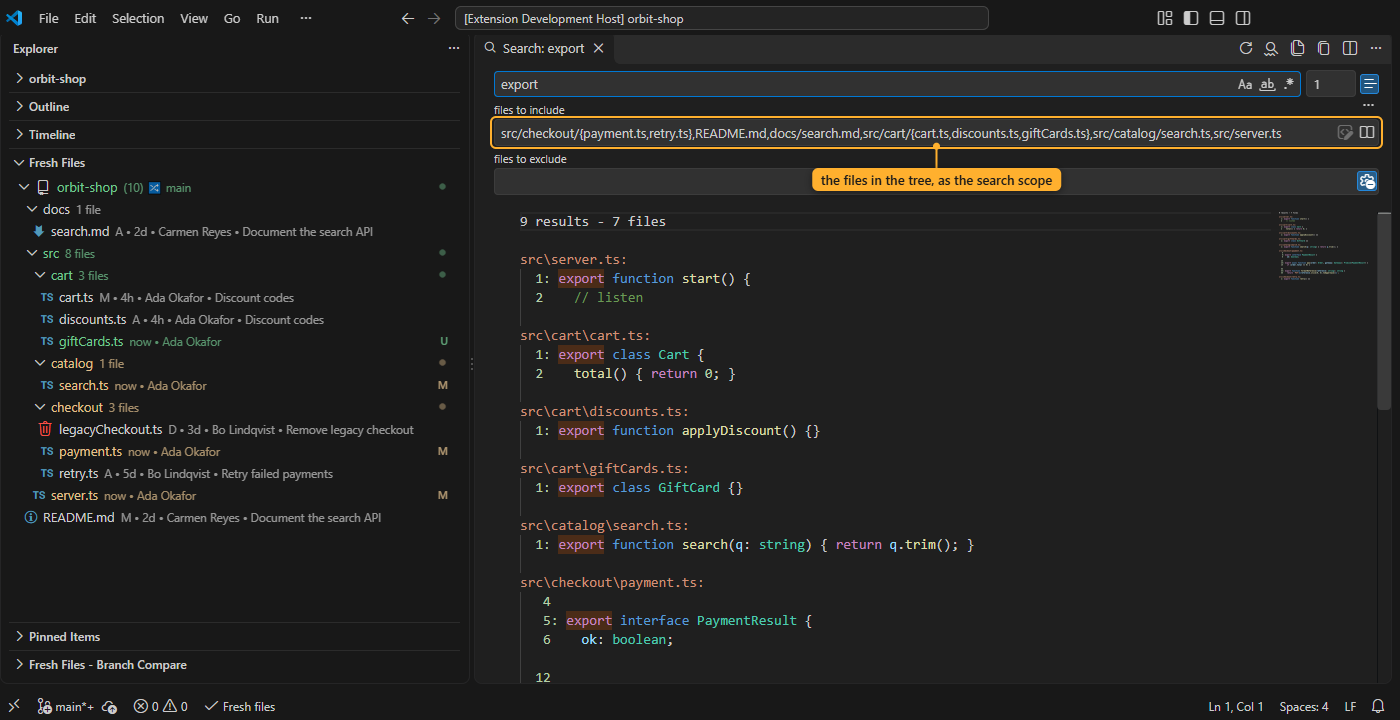 File Edit Selection View Go Run ···
[Extension Development Host] orbit-shop
Explorer
orbit-shop
Outline
Timeline
Fresh Files
orbit-shop (10) main
docs 1 file
search.md A • 2d • Carmen Reyes • Document the search API
src 8 files
cart 3 files
TS cart.ts M • 4h • Ada Okafor • Discount codes
TS discounts.ts A • 4h • Ada Okafor • Discount codes
TS giftCards.ts now • Ada Okafor U
catalog 1 file
TS search.ts now • Ada Okafor M
checkout 3 files
legacyCheckout.ts D • 3d • Bo Lindqvist • Remove legacy checkout
TS payment.ts now • Ada Okafor M
TS retry.ts A • 5d • Bo Lindqvist • Retry failed payments
TS server.ts now • Ada Okafor M
README.md M • 2d • Carmen Reyes • Document the search API
Pinned Items
Fresh Files - Branch Compare
Search: export
export Aa ab .* 1
files to include
src/checkout/{payment.ts,retry.ts},README.md,docs/search.md,src/cart/{cart.ts,discounts.ts,giftCards.ts},src/catalog/search.ts,src/server.ts
files to exclude
the files in the tree, as the search scope
9 results - 7 files
src\server.ts:
1: export function start() {
2 // listen
src\cart\cart.ts:
1: export class Cart {
2 total() { return 0; }
src\cart\discounts.ts:
1: export function applyDiscount() {}
src\cart\giftCards.ts:
1: export class GiftCard {}
src\catalog\search.ts:
1: export function search(q: string) { return q.trim(); }
src\checkout\payment.ts:
4
5: export interface PaymentResult {
6 ok: boolean;
12
main*+ 0 0 Fresh files Ln 1, Col 1 Spaces: 4 LF